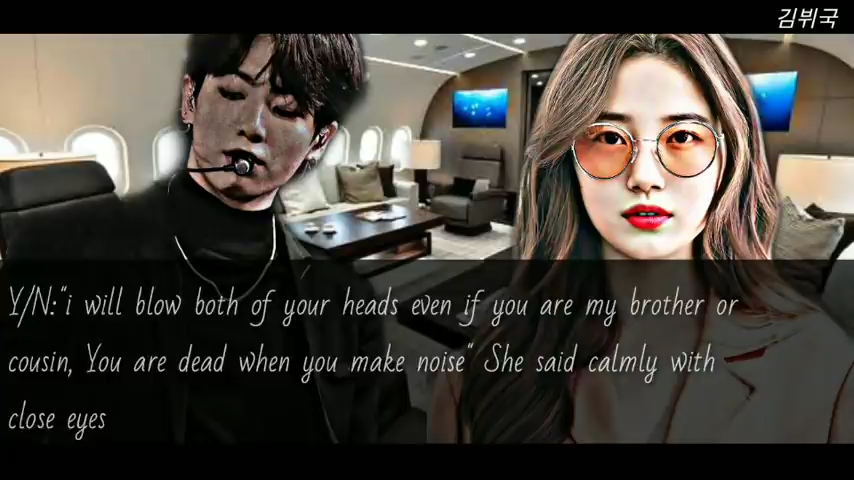 김뷔국
Y/N:"i will blow both of your heads even if you are my brother or
cousin, You are dead when you make noise" She said calmly with
close eyes